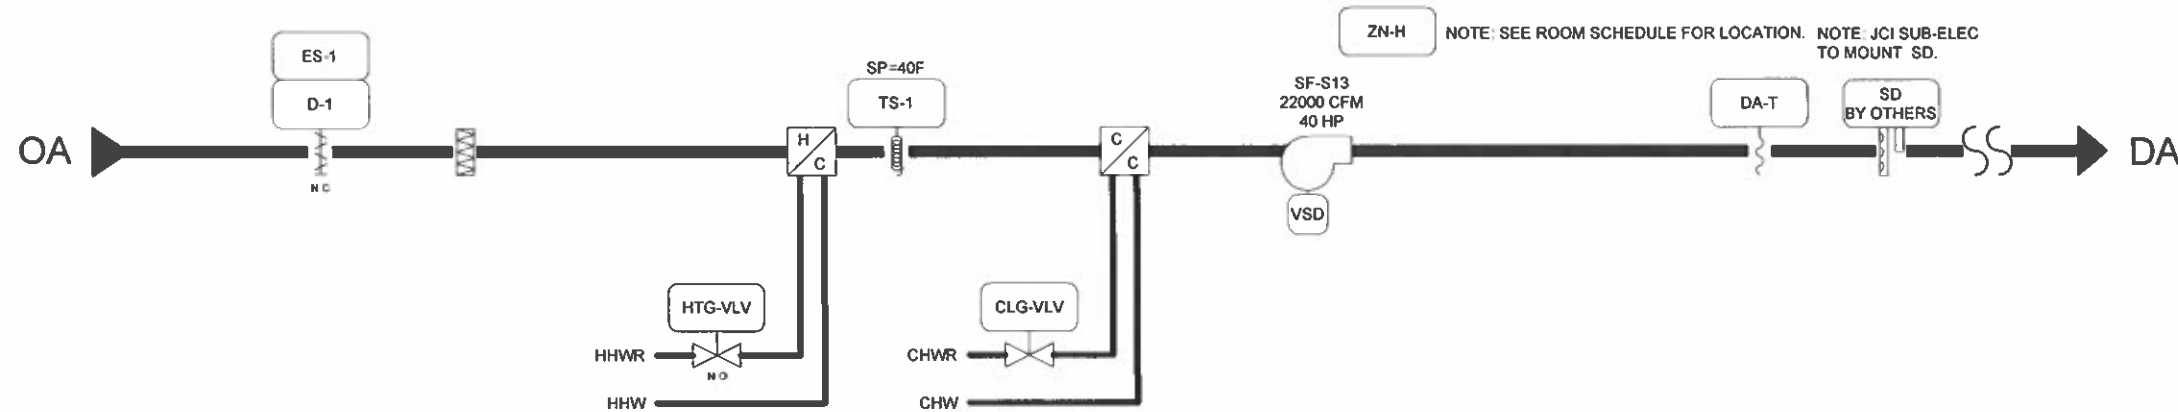 ZN-H
NOTE: SEE ROOM SCHEDULE FOR LOCATION.
NOTE: JCI SUB-ELEC
TO MOUNT SD.
ES-1
D-1
SP=40F
TS-1
SF-S13
22000 CFM
40 HP
DA-T
SD
BY OTHERS
OA
NC
H
C
C
C
DA
VSD
HTG-VLV
CLG-VLV
HHWR
NO
CHWR
HHW
CHW